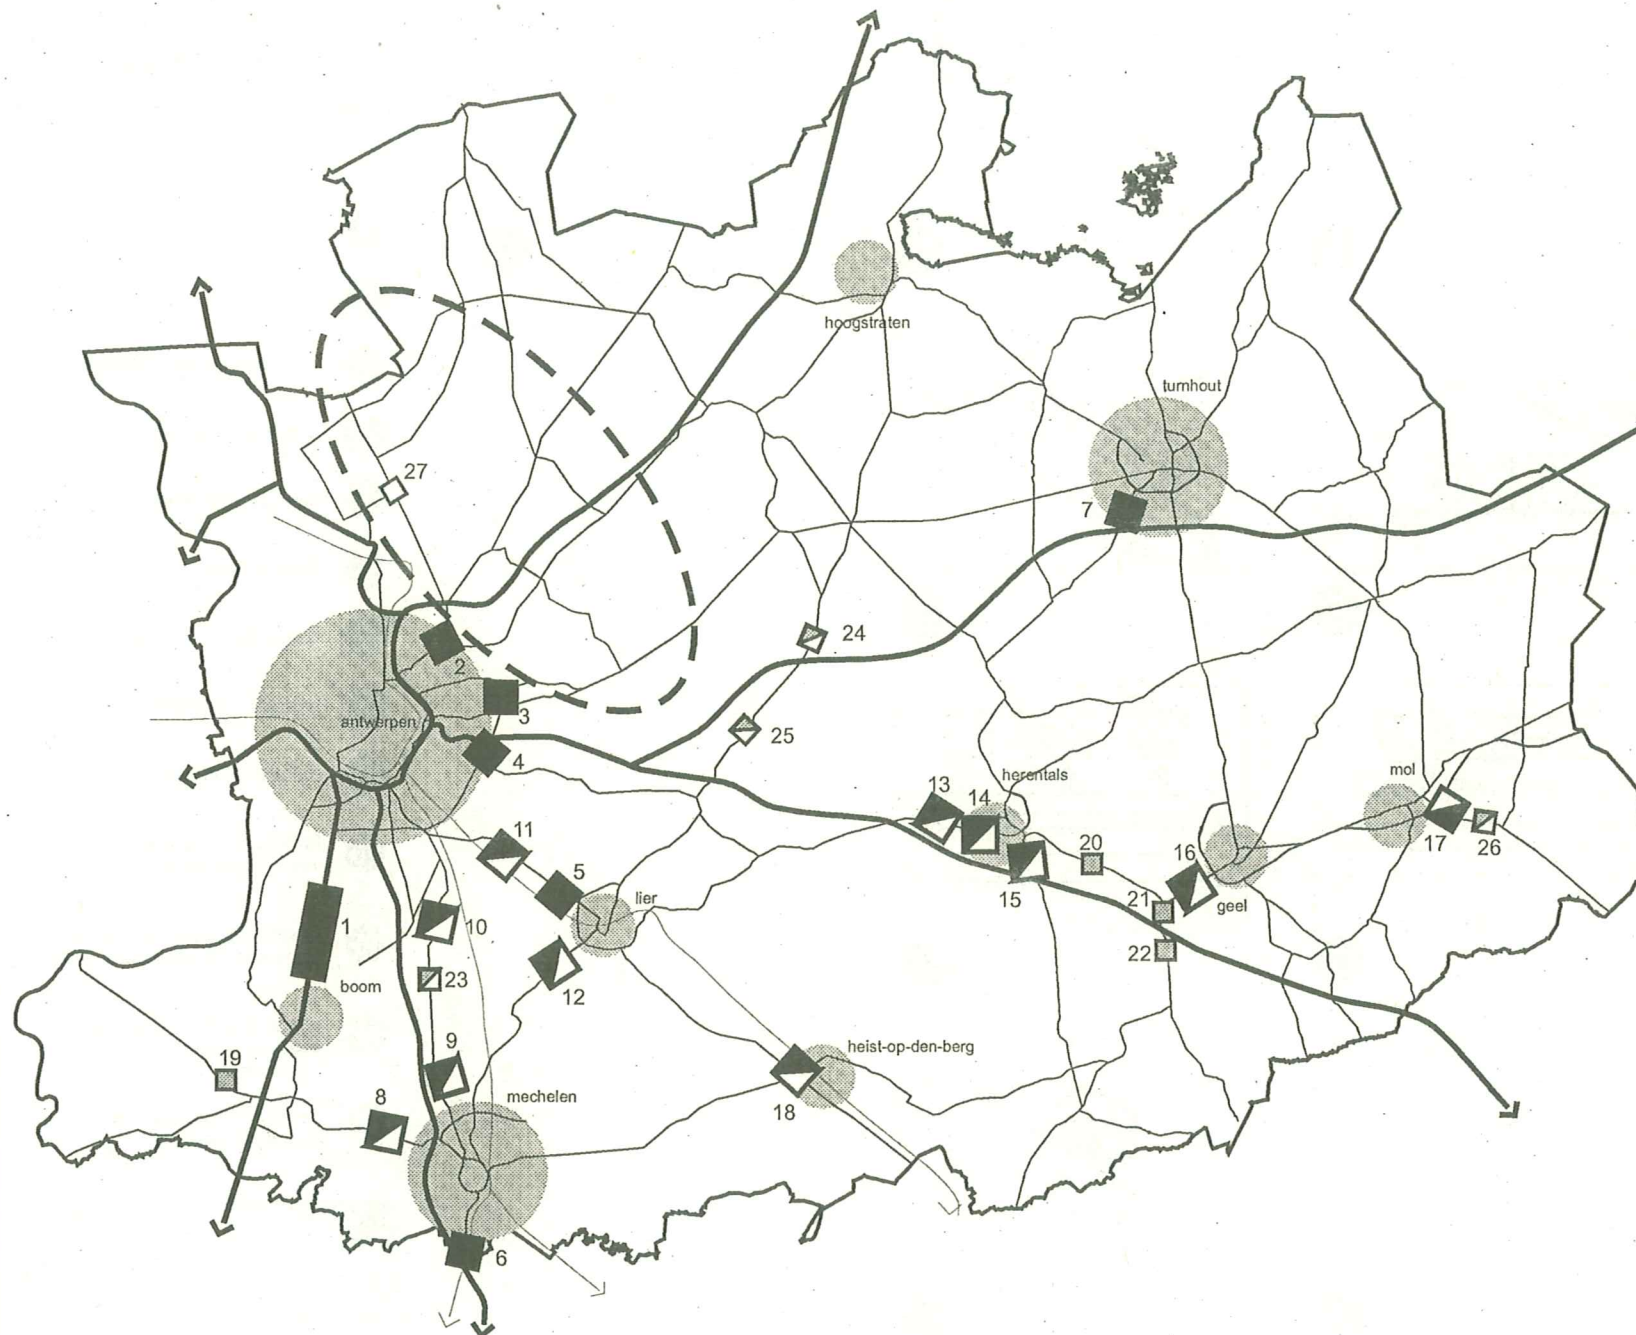 hoogstraten
turnhout
27
7
24
2
3
antwerpen
25
4
herentals
mol
13
14
11
5
20
16
17
26
lier
15
21
geel
1
10
22
boom
23
12
9
heist-op-den-berg
19
mechelen
8
18
6